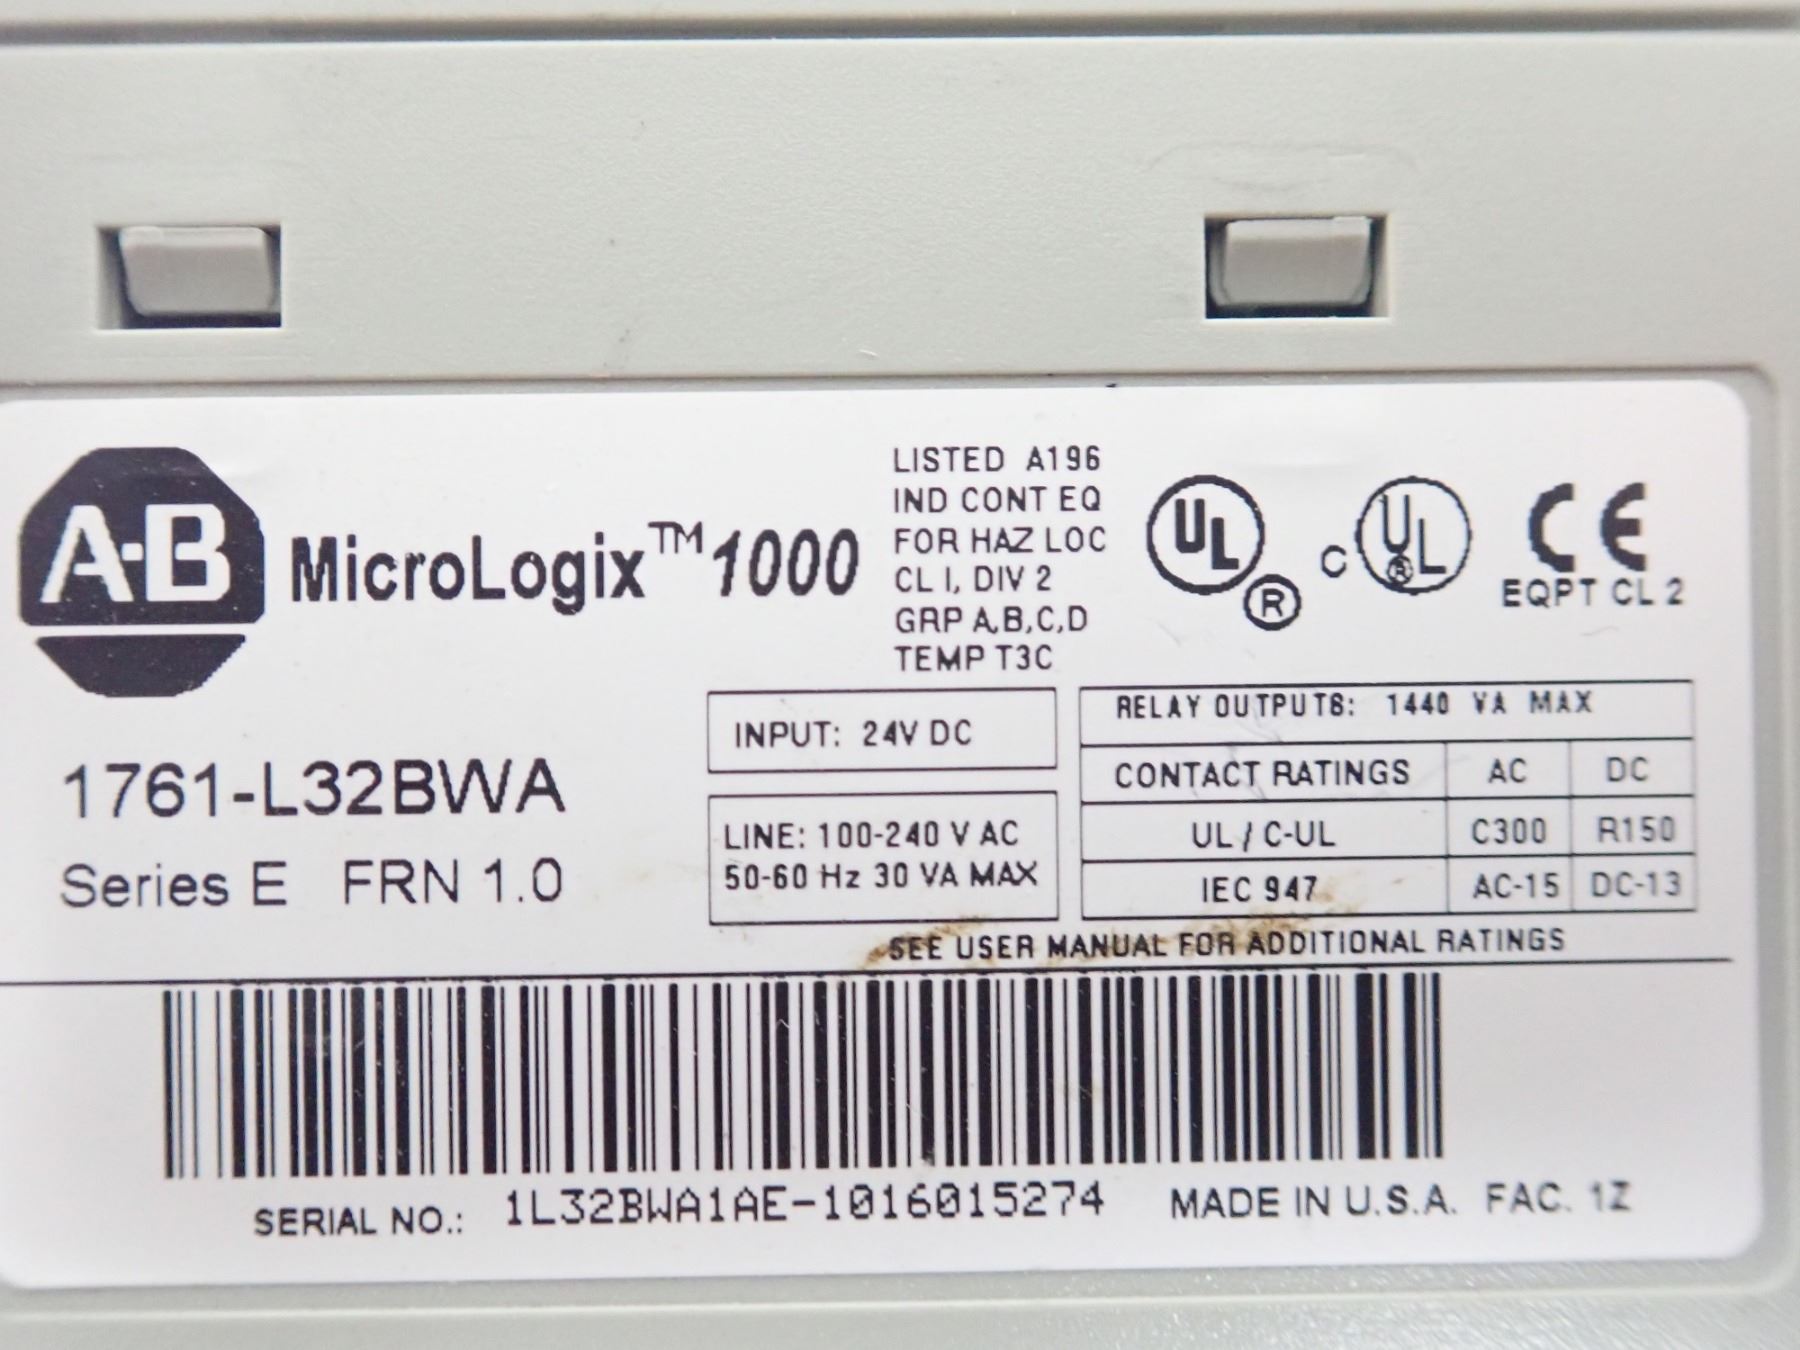 A-B
MicroLogix™ 1000
LISTED A196
IND CONT EQ
FOR HAZ LOC
CL I, DIV 2
GRP A,B,C,D
TEMP T3C
UL ®
c UL ®
CE
EQPT CL 2
1761-L32BWA
Series E FRN 1.0
INPUT: 24V DC
LINE: 100-240 V AC
50-60 Hz 30 VA MAX
RELAY OUTPUTS: 1440 VA MAX
CONTACT RATINGS AC DC
UL / C-UL C300 R150
IEC 947 AC-15 DC-13
SEE USER MANUAL FOR ADDITIONAL RATINGS
SERIAL NO.: 1L32BWA1AE-1016015274 MADE IN U.S.A. FAC. 1Z